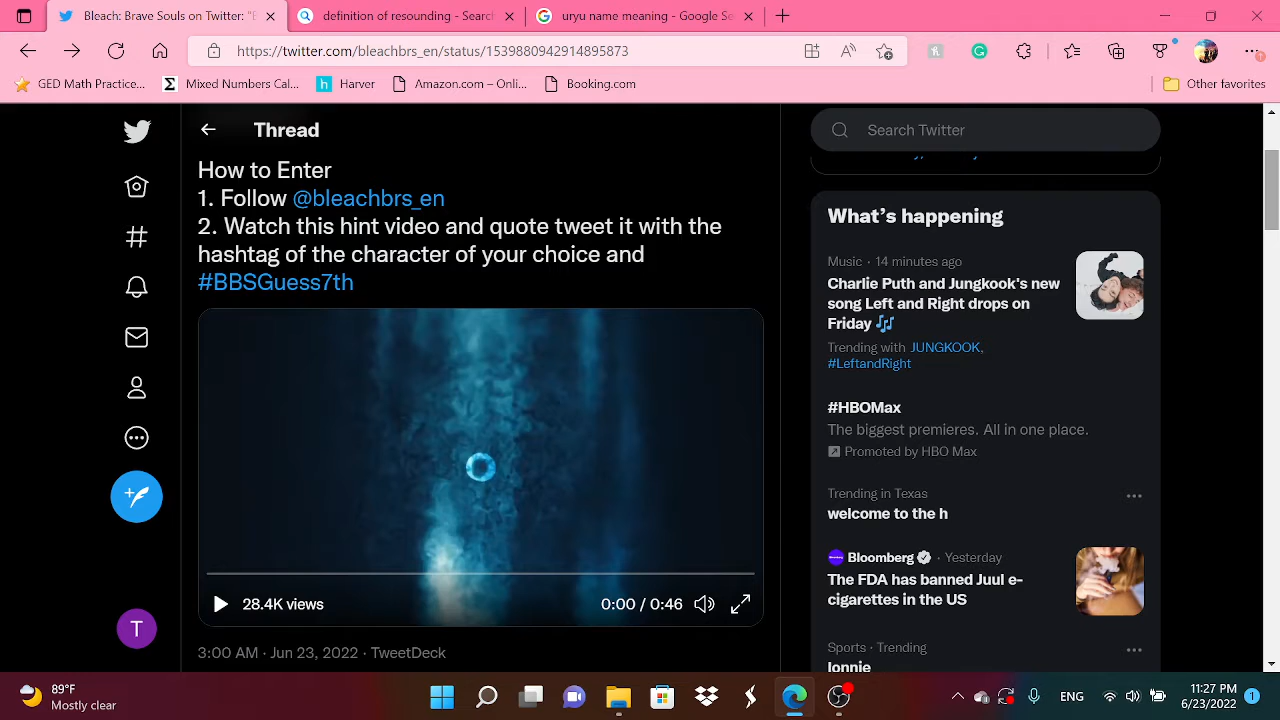 Bleach: Brave Souls on Twitter: "E
definition of resounding - Search
uryu name meaning - Google Se
https://twitter.com/bleachbrs_en/status/1539880942914895873
GED Math Practice...
Mixed Numbers Cal...
Harver
Amazon.com – Onli...
Booking.com
Other favorites
Thread
How to Enter
1. Follow @bleachbrs_en
2. Watch this hint video and quote tweet it with the
hashtag of the character of your choice and
#BBSGuess7th
28.4K views
0:00 / 0:46
3:00 AM · Jun 23, 2022 · TweetDeck
T
Search Twitter
What's happening
Music · 14 minutes ago
Charlie Puth and Jungkook's new
song Left and Right drops on
Friday
Trending with JUNGKOOK,
#LeftandRight
#HBOMax
The biggest premieres. All in one place.
Promoted by HBO Max
Trending in Texas
welcome to the h
Bloomberg · Yesterday
The FDA has banned Juul e-
cigarettes in the US
Sports · Trending
Ionnie
89°F
Mostly clear
ENG
11:27 PM
6/23/2022
1